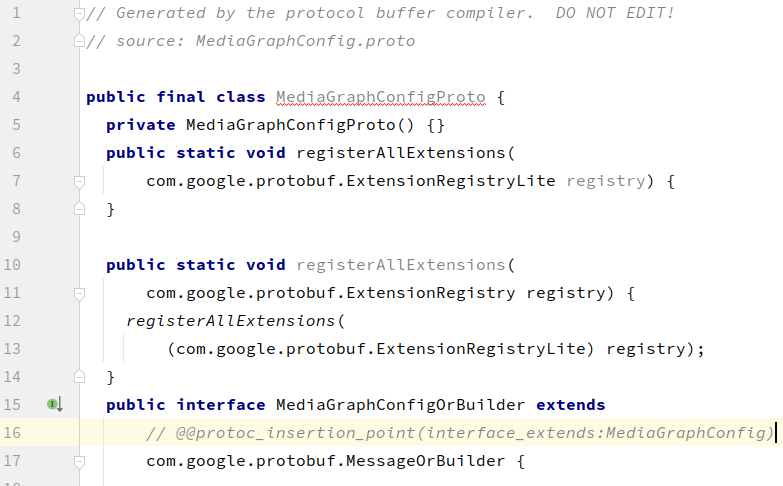 1 // Generated by the protocol buffer compiler.  DO NOT EDIT!
2 // source: MediaGraphConfig.proto
3
4 public final class MediaGraphConfigProto {
5   private MediaGraphConfigProto() {}
6   public static void registerAllExtensions(
7       com.google.protobuf.ExtensionRegistryLite registry) {
8   }
9
10   public static void registerAllExtensions(
11       com.google.protobuf.ExtensionRegistry registry) {
12     registerAllExtensions(
13         (com.google.protobuf.ExtensionRegistryLite) registry);
14   }
15   public interface MediaGraphConfigOrBuilder extends
16       // @@protoc_insertion_point(interface_extends:MediaGraphConfig)
17       com.google.protobuf.MessageOrBuilder {